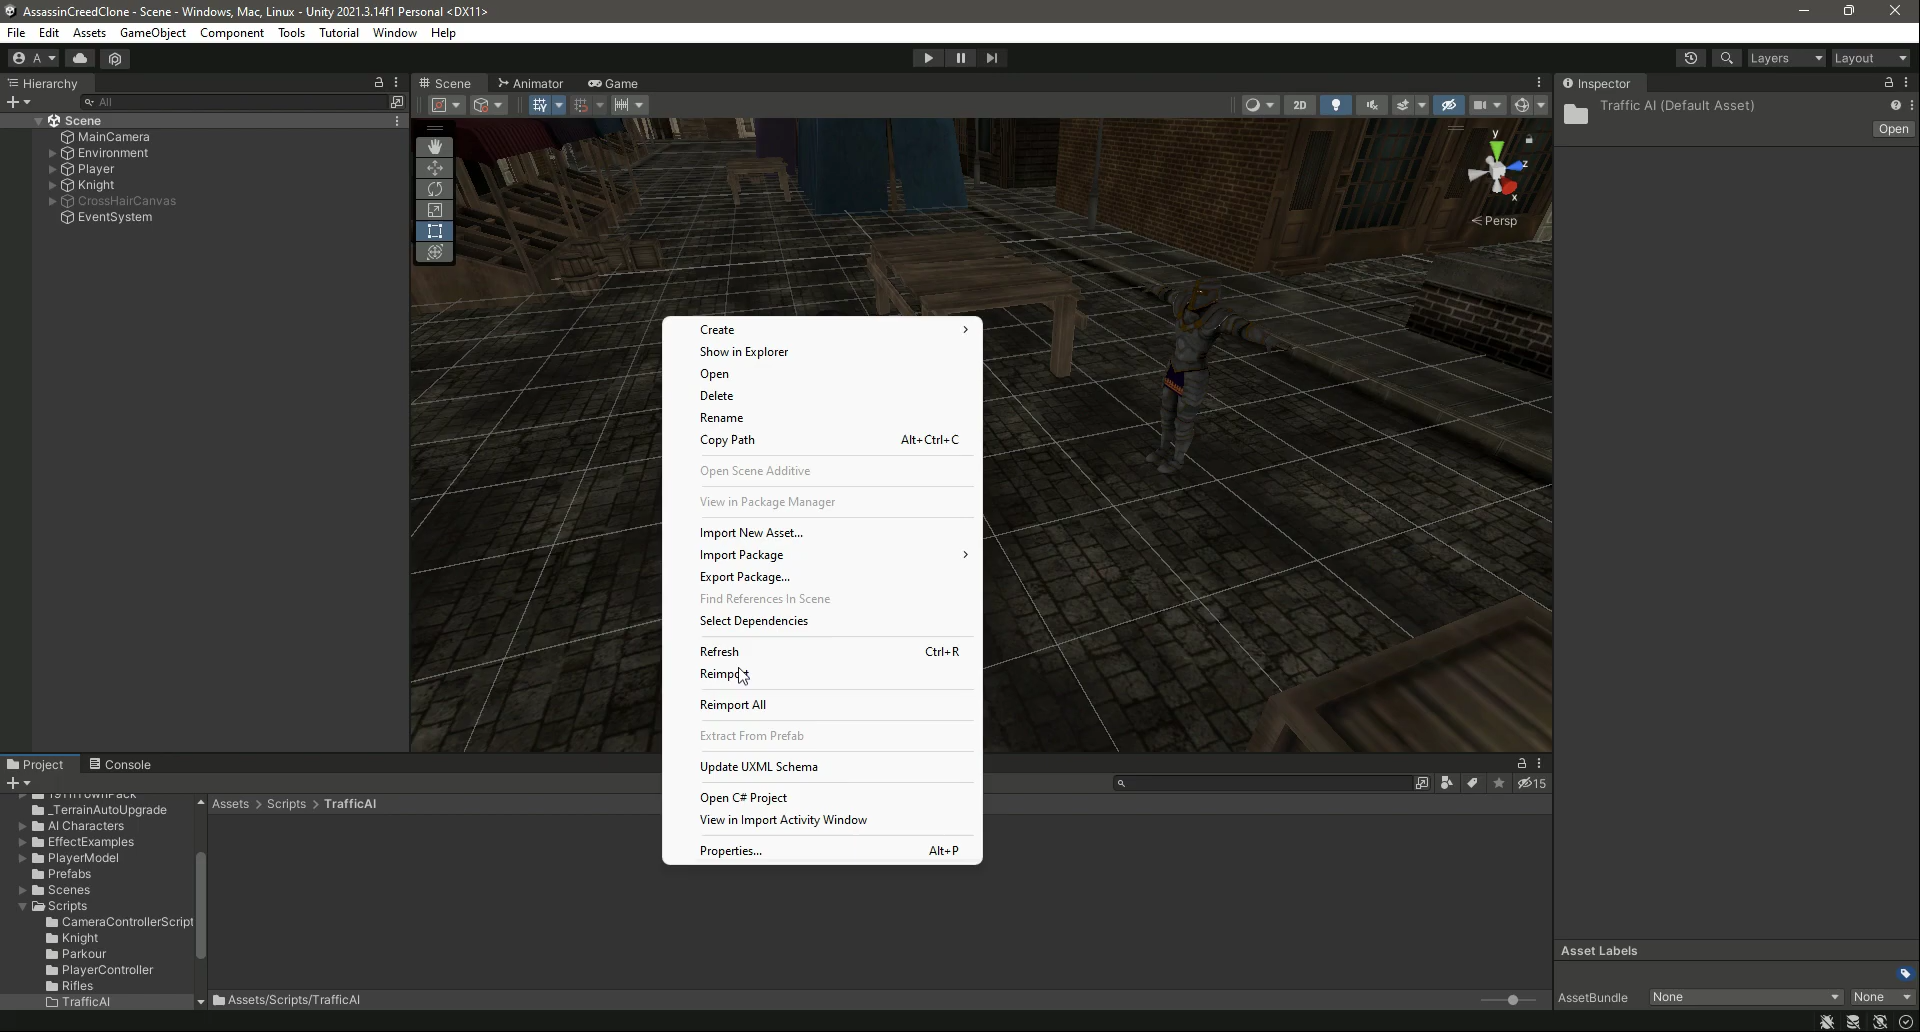 AssassinCreedClone - Scene - Windows, Mac, Linux - Unity 2021.3.14f1 Personal <DX11>
File Edit Assets GameObject Component Tools Tutorial Window Help
A Layers Layout
Hierarchy
All
Scene
MainCamera
Environment
Player
Knight
CrossHairCanvas
EventSystem
Scene Animator Game
2D
y
z
x
Persp
Inspector
Traffic AI (Default Asset)
Open
Create
Show in Explorer
Open
Delete
Rename
Copy Path Alt+Ctrl+C
Open Scene Additive
View in Package Manager
Import New Asset...
Import Package
Export Package...
Find References In Scene
Select Dependencies
Refresh Ctrl+R
Reimport
Reimport All
Extract From Prefab
Update UXML Schema
Open C# Project
View in Import Activity Window
Properties... Alt+P
Project Console
15
_TerrainAutoUpgrade
AI Characters
EffectExamples
PlayerModel
Prefabs
Scenes
Scripts
CameraControllerScript
Knight
Parkour
PlayerController
Rifles
TrafficAI
Assets > Scripts > TrafficAI
Assets/Scripts/TrafficAI
Asset Labels
AssetBundle None None